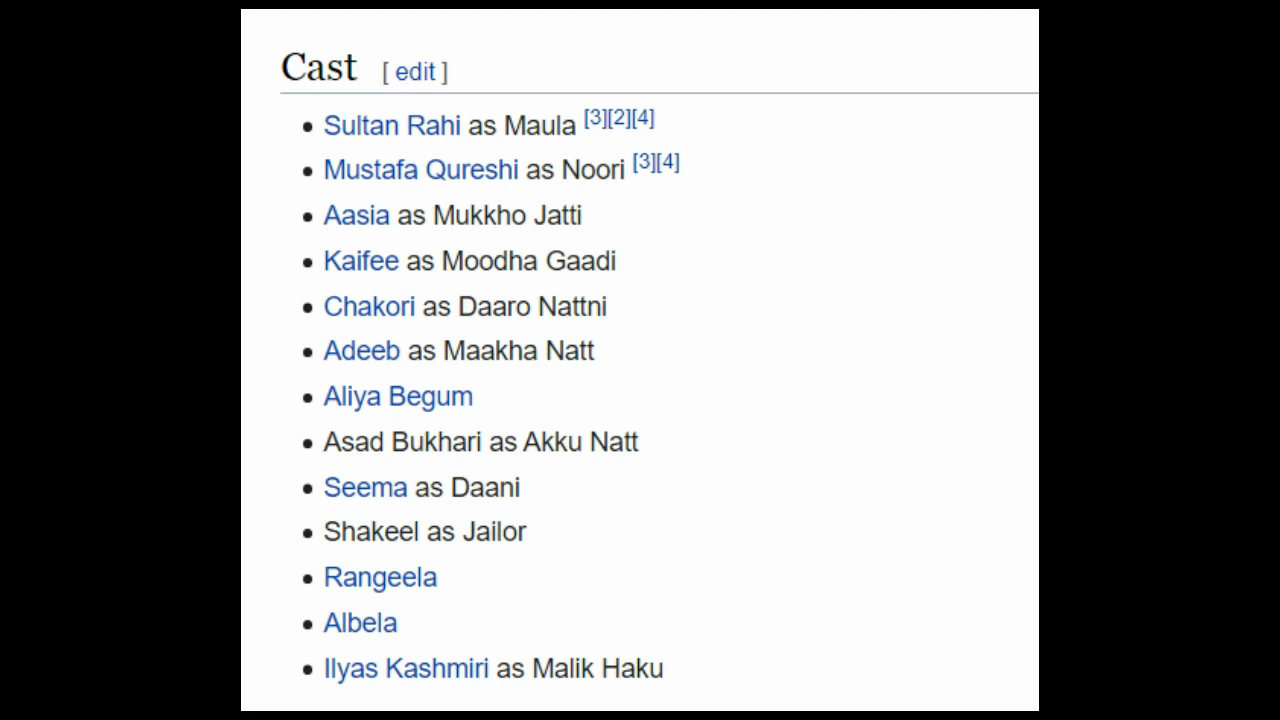 Cast [ edit ]
• Sultan Rahi as Maula [3][2][4]
• Mustafa Qureshi as Noori [3][4]
• Aasia as Mukkho Jatti
• Kaifee as Moodha Gaadi
• Chakori as Daaro Nattni
• Adeeb as Maakha Natt
• Aliya Begum
• Asad Bukhari as Akku Natt
• Seema as Daani
• Shakeel as Jailor
• Rangeela
• Albela
• Ilyas Kashmiri as Malik Haku